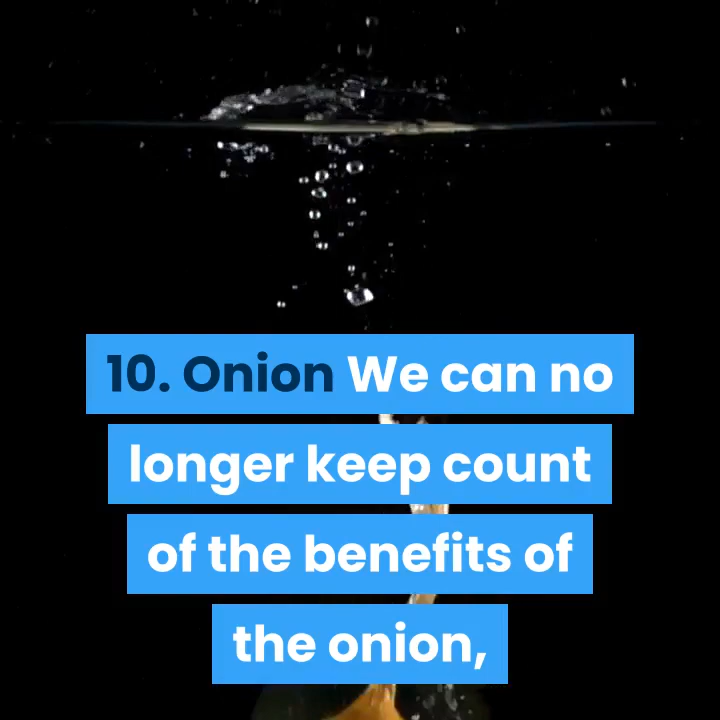 10. Onion We can no
longer keep count
of the benefits of
the onion,